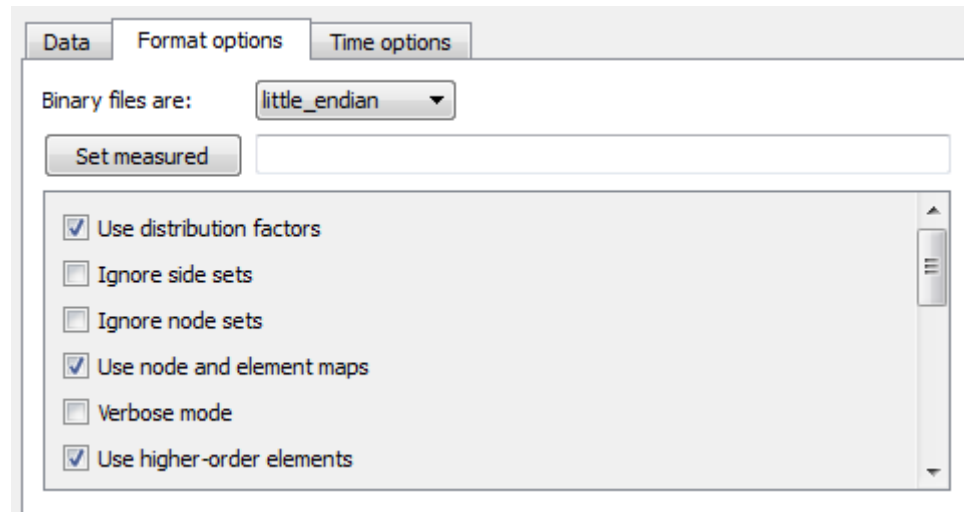 Data Format options Time options
Binary files are: little_endian
Set measured
Use distribution factors
Ignore side sets
Ignore node sets
Use node and element maps
Verbose mode
Use higher-order elements